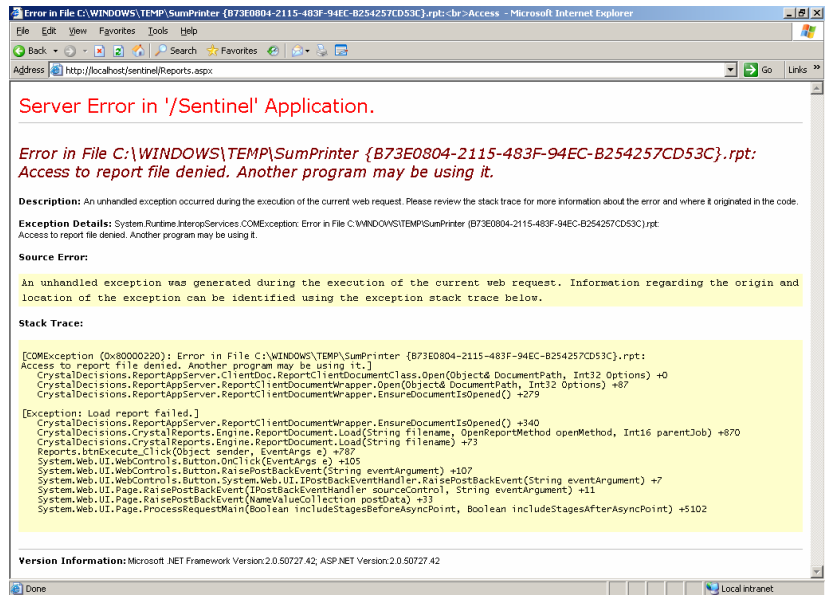 Error in File C:\WINDOWS\TEMP\SumPrinter {B73E0804-2115-483F-94EC-B254257CD53C}.rpt:<br>Access - Microsoft Internet Explorer
File Edit View Favorites Tools Help
Back Search Favorites
Address http://localhost/sentinel/Reports.aspx Go Links »
Server Error in '/Sentinel' Application.
Error in File C:\WINDOWS\TEMP\SumPrinter {B73E0804-2115-483F-94EC-B254257CD53C}.rpt:
Access to report file denied. Another program may be using it.
Description: An unhandled exception occurred during the execution of the current web request. Please review the stack trace for more information about the error and where it originated in the code.
Exception Details: System.Runtime.InteropServices.COMException: Error in File C:\WINDOWS\TEMP\SumPrinter {B73E0804-2115-483F-94EC-B254257CD53C}.rpt:
Access to report file denied. Another program may be using it.
Source Error:
An unhandled exception was generated during the execution of the current web request. Information regarding the origin and
location of the exception can be identified using the exception stack trace below.
Stack Trace:
[COMException (0x80000220): Error in File C:\WINDOWS\TEMP\SumPrinter {B73E0804-2115-483F-94EC-B254257CD53C}.rpt:
Access to report file denied. Another program may be using it.]
CrystalDecisions.ReportAppServer.ClientDoc.ReportClientDocumentClass.Open(Object& DocumentPath, Int32 Options) +0
CrystalDecisions.ReportAppServer.ReportClientDocumentWrapper.Open(Object& DocumentPath, Int32 Options) +87
CrystalDecisions.ReportAppServer.ReportClientDocumentWrapper.EnsureDocumentIsOpened() +279
[Exception: Load report failed.]
CrystalDecisions.ReportAppServer.ReportClientDocumentWrapper.EnsureDocumentIsOpened() +340
CrystalDecisions.CrystalReports.Engine.ReportDocument.Load(String filename, OpenReportMethod openMethod, Int16 parentJob) +870
CrystalDecisions.CrystalReports.Engine.ReportDocument.Load(String filename) +73
Reports.btnExecute_Click(Object sender, EventArgs e) +787
System.Web.UI.WebControls.Button.OnClick(EventArgs e) +105
System.Web.UI.WebControls.Button.RaisePostBackEvent(String eventArgument) +107
System.Web.UI.WebControls.Button.System.Web.UI.IPostBackEventHandler.RaisePostBackEvent(String eventArgument) +7
System.Web.UI.Page.RaisePostBackEvent(IPostBackEventHandler sourceControl, String eventArgument) +11
System.Web.UI.Page.RaisePostBackEvent(NameValueCollection postData) +33
System.Web.UI.Page.ProcessRequestMain(Boolean includeStagesBeforeAsyncPoint, Boolean includeStagesAfterAsyncPoint) +5102
Version Information: Microsoft .NET Framework Version:2.0.50727.42; ASP.NET Version:2.0.50727.42
Done Local intranet